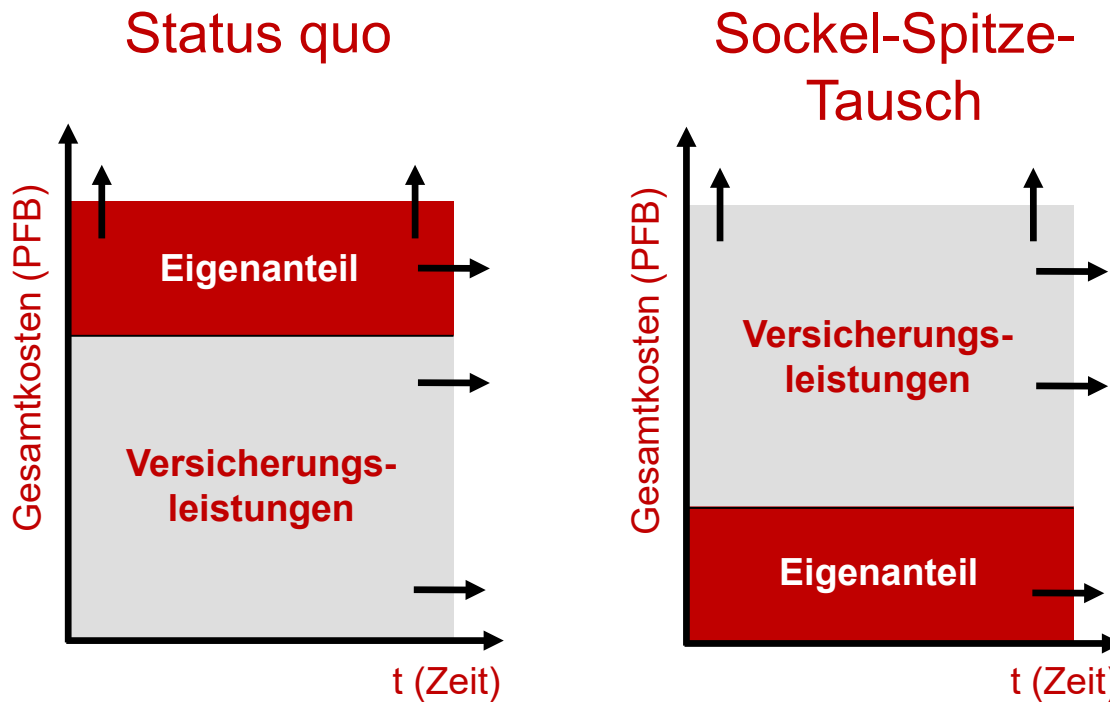 Status quo
Gesamtkosten (PFB)
Eigenanteil
Versicherungs-
leistungen
t (Zeit)
Sockel-Spitze-
Tausch
Gesamtkosten (PFB)
Versicherungs-
leistungen
Eigenanteil
t (Zeit)